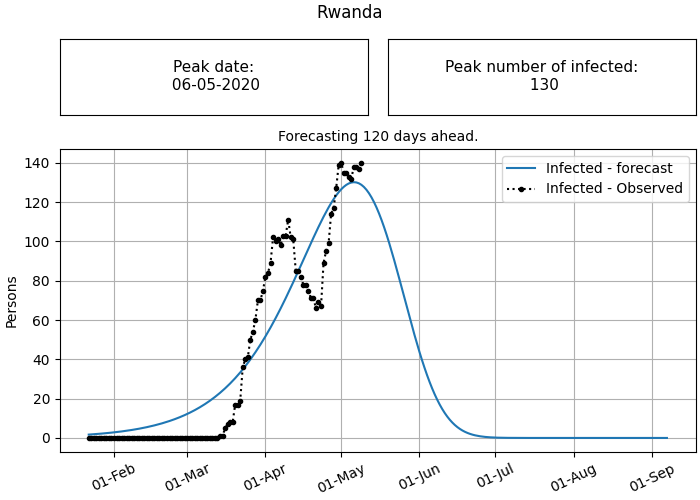 Rwanda
Peak date:
06-05-2020
Peak number of infected:
130
Forecasting 120 days ahead.
Infected - forecast
Infected - Observed
Persons
140
120
100
80
60
40
20
0
01-Feb
01-Mar
01-Apr
01-May
01-Jun
01-Jul
01-Aug
01-Sep